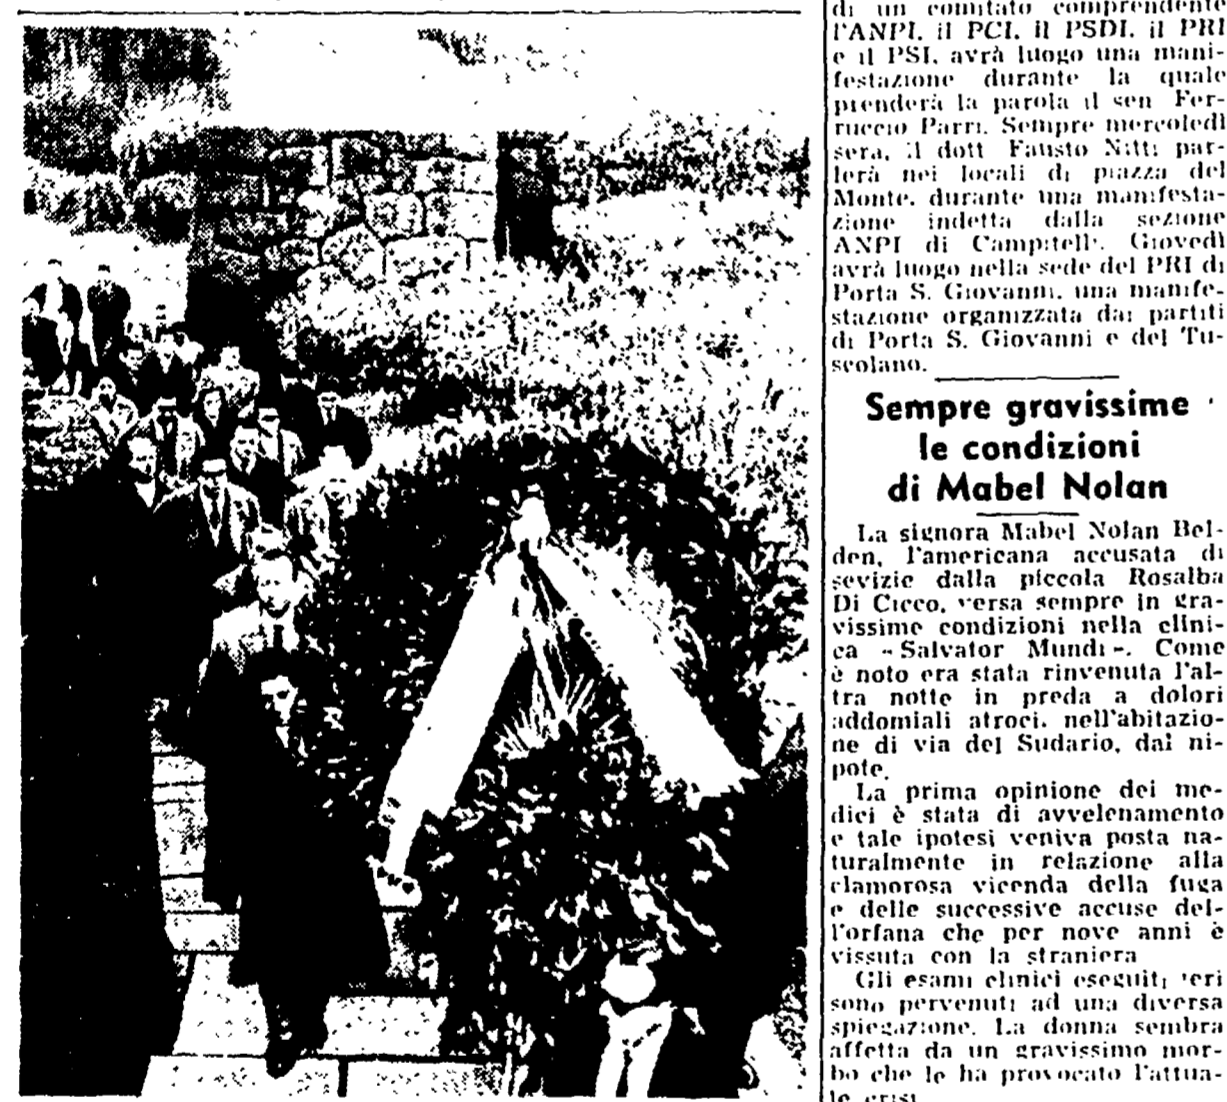 di un comitato comprendente
l'ANPI, il PCI, il PSDI, il PRI
e il PSI, avrà luogo una mani-
festazione durante la quale
prenderà la parola il sen Fer-
ruccio Parri. Sempre mercoledì
sera, il dott Fausto Nitti par-
lerà nei locali di piazza del
Monte, durante una manifesta-
zione indetta dalla sezione
ANPI di Campitelli. Giovedì
avrà luogo nella sede del PRI di
Porta S. Giovanni, una manife-
stazione organizzata dai partiti
di Porta S. Giovanni e del Tu-
scolano.
Sempre gravissime
le condizioni
di Mabel Nolan
La signora Mabel Nolan Bel-
den, l'americana accusata di
sevizie dalla piccola Rosalba
Di Cicco, versa sempre in gra-
vissime condizioni nella clini-
ca «Salvator Mundi». Come
è noto era stata rinvenuta l'al-
tra notte in preda a dolori
addomiali atroci, nell'abitazio-
ne di via del Sudario, dal ni-
pote.
La prima opinione dei me-
dici è stata di avvelenamento
e tale ipotesi veniva posta na-
turalmente in relazione alla
clamorosa vicenda della fuga
e delle successive accuse del-
l'orfana che per nove anni è
vissuta con la straniera
Gli esami clinici eseguiti ieri
sono pervenuti ad una diversa
spiegazione. La donna sembra
affetta da un gravissimo mor-
bo che le ha provocato l'attua-
le crisi